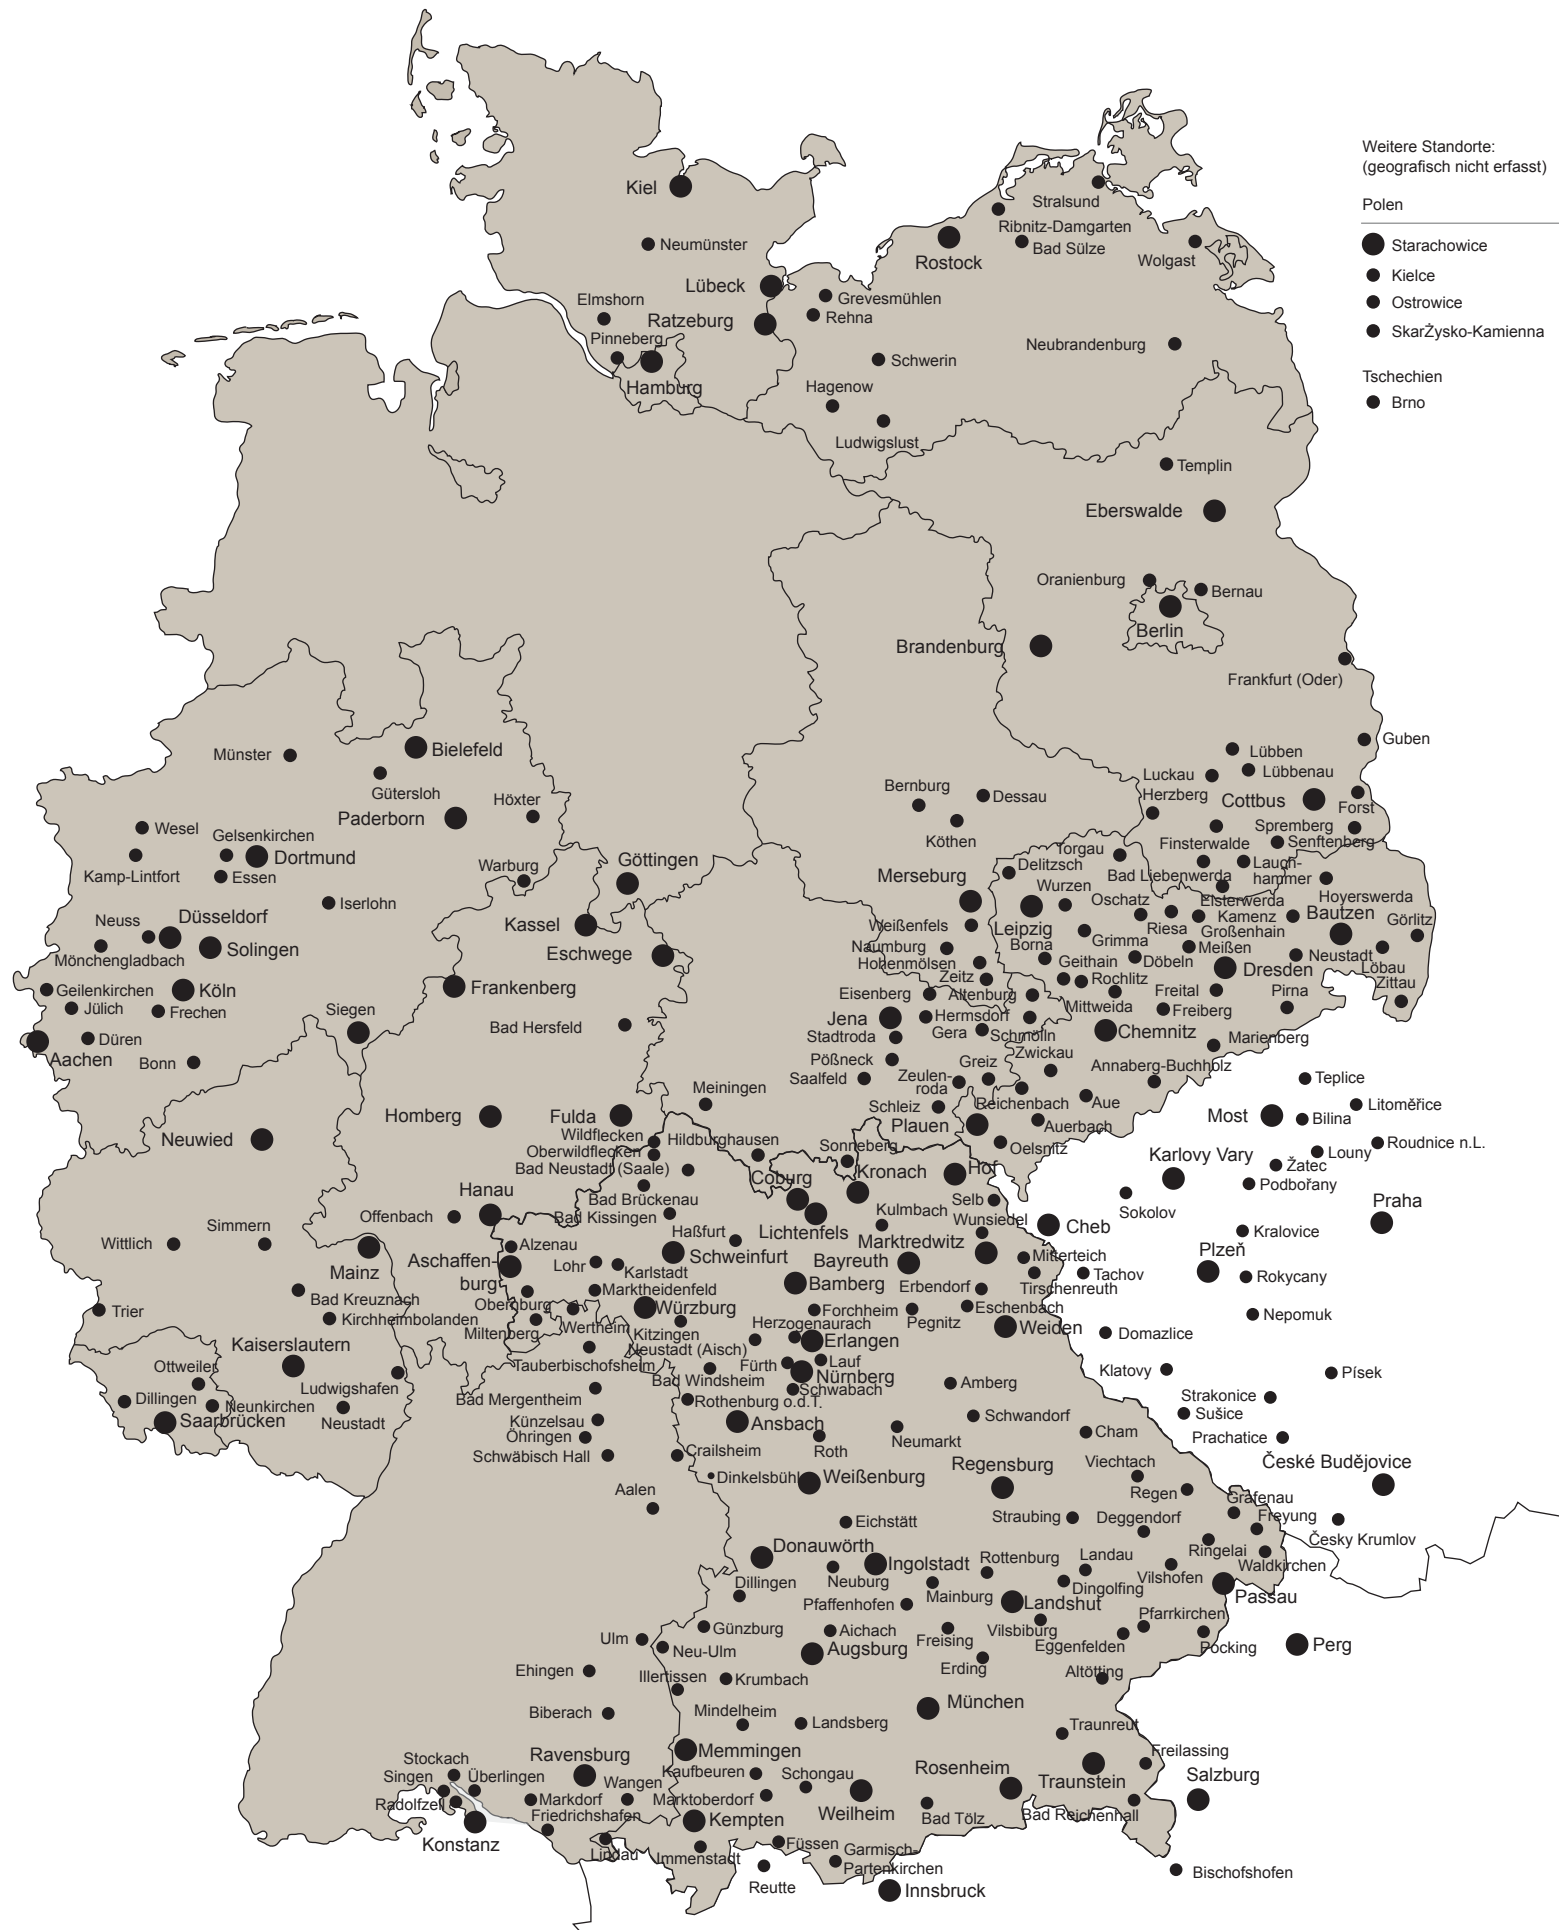 Weitere Standorte:
(geografisch nicht erfasst)
Polen
Starachowice
Kielce
Ostrowice
SkarŻysko-Kamienna
Tschechien
Brno
Kiel
Neumünster
Lübeck
Elmshorn
Ratzeburg
Pinneberg
Hamburg
Stralsund
Ribnitz-Damgarten
Bad Sülze
Rostock
Wolgast
Grevesmühlen
Rehna
Neubrandenburg
Schwerin
Hagenow
Ludwigslust
Templin
Eberswalde
Oranienburg
Bernau
Berlin
Brandenburg
Frankfurt (Oder)
Guben
Lübben
Lübbenau
Luckau
Herzberg
Cottbus
Forst
Spremberg
Senftenberg
Finsterwalde
Lauch-
hammer
Bad Liebenwerda
Elsterwerda
Hoyerswerda
Bernburg
Dessau
Köthen
Torgau
Delitzsch
Merseburg
Wurzen
Oschatz
Kamenz
Bautzen
Görlitz
Weißenfels
Leipzig
Riesa
Großenhain
Naumburg
Borna
Grimma
Meißen
Hohenmölsen
Geithain
Döbeln
Dresden
Neustadt
Löbau
Zeitz
Rochlitz
Zittau
Eisenberg
Altenburg
Mittweida
Freital
Pirna
Jena
Hermsdorf
Freiberg
Gera
Schmölln
Chemnitz
Stadtroda
Marienberg
Pößneck
Zwickau
Annaberg-Buchholz
Saalfeld
Zeulen-
roda
Greiz
Reichenbach
Aue
Schleiz
Plauen
Auerbach
Oelsnitz
Meiningen
Hildburghausen
Sonneberg
Münster
Bielefeld
Gütersloh
Höxter
Paderborn
Wesel
Gelsenkirchen
Dortmund
Kamp-Lintfort
Essen
Warburg
Göttingen
Iserlohn
Neuss
Düsseldorf
Solingen
Mönchengladbach
Kassel
Eschwege
Geilenkirchen
Köln
Frankenberg
Jülich
Frechen
Siegen
Bad Hersfeld
Düren
Aachen
Bonn
Homberg
Fulda
Neuwied
Wildflecken
Oberwildflecken
Bad Neustadt (Saale)
Hanau
Bad Brückenau
Offenbach
Bad Kissingen
Simmern
Wittlich
Mainz
Aschaffen-
burg
Alzenau
Lohr
Karlstadt
Haßfurt
Schweinfurt
Coburg
Kronach
Hof
Lichtenfels
Kulmbach
Selb
Wunsiedel
Marktredwitz
Bayreuth
Mitterteich
Tirschenreuth
Bamberg
Erbendorf
Eschenbach
Trier
Bad Kreuznach
Kirchheimbolanden
Obernburg
Marktheidenfeld
Würzburg
Miltenberg
Wertheim
Kitzingen
Forchheim
Pegnitz
Weiden
Herzogenaurach
Erlangen
Neustadt (Aisch)
Tauberbischofsheim
Fürth
Lauf
Nürnberg
Bad Windsheim
Schwabach
Amberg
Kaiserslautern
Ottweiler
Ludwigshafen
Dillingen
Neunkirchen
Saarbrücken
Neustadt
Bad Mergentheim
Rothenburg o.d.T.
Künzelsau
Ansbach
Schwandorf
Öhringen
Roth
Neumarkt
Cham
Schwäbisch Hall
Crailsheim
Dinkelsbühl
Weißenburg
Regensburg
Viechtach
Regen
Aalen
Grafenau
Freyung
Eichstätt
Straubing
Deggendorf
Donauwörth
Ingolstadt
Rottenburg
Landau
Ringelai
Waldkirchen
Dillingen
Neuburg
Mainburg
Dingolfing
Vilshofen
Passau
Pfaffenhofen
Landshut
Pfarrkirchen
Günzburg
Aichach
Freising
Vilsbiburg
Ulm
Neu-Ulm
Augsburg
Eggenfelden
Pocking
Erding
Altötting
Ehingen
Illertissen
Krumbach
Biberach
Mindelheim
Landsberg
München
Traunreut
Memmingen
Stockach
Ravensburg
Kaufbeuren
Schongau
Rosenheim
Freilassing
Traunstein
Salzburg
Singen
Überlingen
Wangen
Marktoberdorf
Radolfzell
Markdorf
Weilheim
Bad Tölz
Bad Reichenhall
Friedrichshafen
Kempten
Konstanz
Lindau
Immenstadt
Füssen
Garmisch-
Partenkirchen
Reutte
Innsbruck
Bischofshofen
Perg
Teplice
Litoměřice
Most
Bilina
Roudnice n.L.
Louny
Karlovy Vary
Žatec
Podbořany
Sokolov
Praha
Cheb
Kralovice
Plzeň
Tachov
Rokycany
Nepomuk
Domazlice
Klatovy
Písek
Strakonice
Sušice
Prachatice
České Budějovice
Česky Krumlov